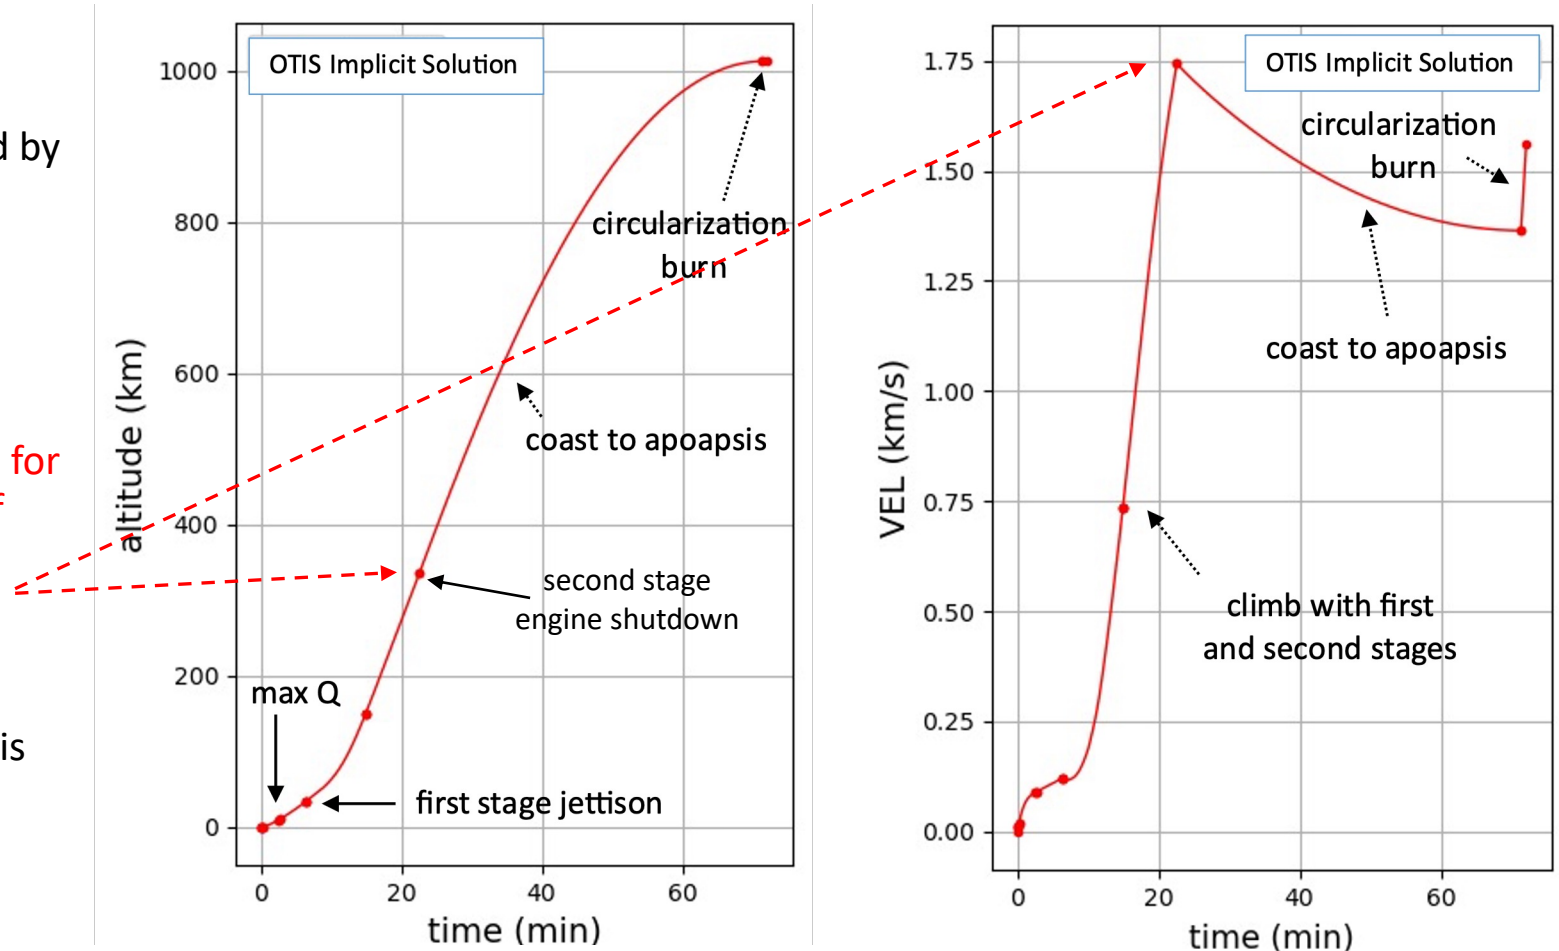 d by
for
is
OTIS Implicit Solution
1000
800
600
400
200
0
altitude (km)
circularization
burn
coast to apoapsis
second stage
engine shutdown
max Q
first stage jettison
0 20 40 60
time (min)
OTIS Implicit Solution
1.75
1.50
1.25
1.00
0.75
0.50
0.25
0.00
VEL (km/s)
circularization
burn
coast to apoapsis
climb with first
and second stages
0 20 40 60
time (min)